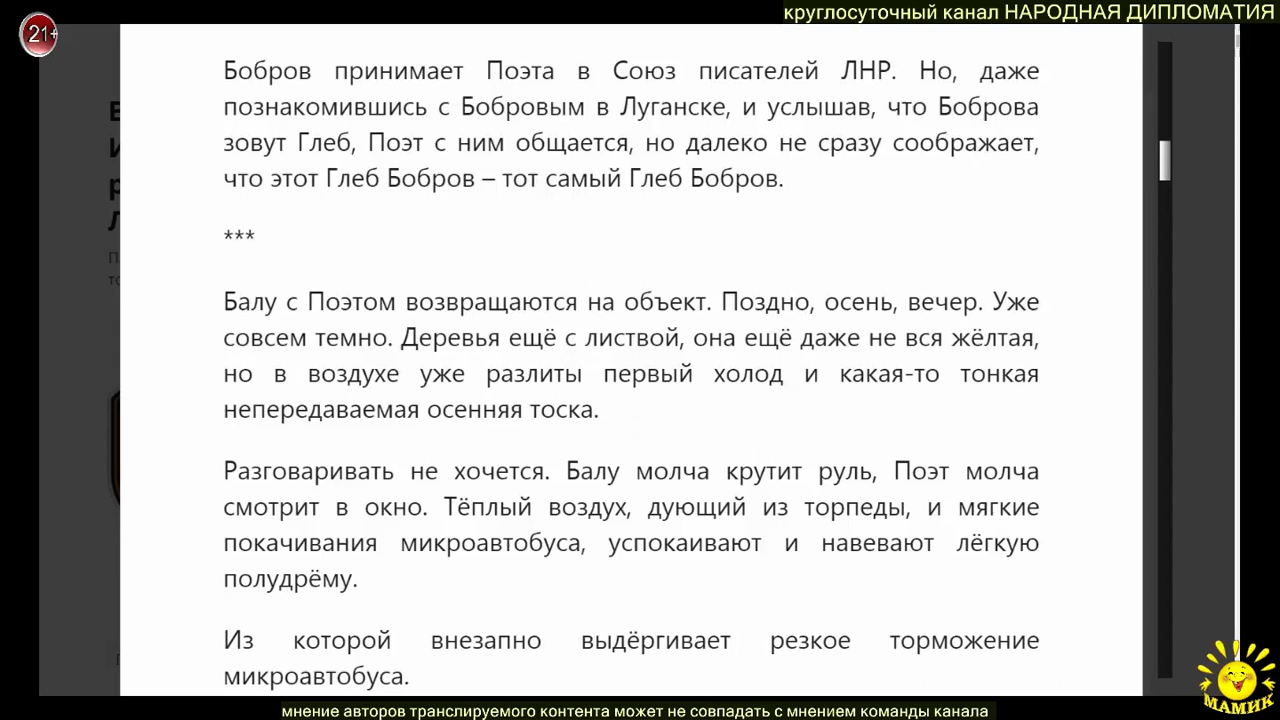 круглосуточный канал НАРОДНАЯ ДИПЛОМАТИЯ
21+
Бобров принимает Поэта в Союз писателей ЛНР. Но, даже
познакомившись с Бобровым в Луганске, и услышав, что Боброва
зовут Глеб, Поэт с ним общается, но далеко не сразу соображает,
что этот Глеб Бобров – тот самый Глеб Бобров.
***
Балу с Поэтом возвращаются на объект. Поздно, осень, вечер. Уже
совсем темно. Деревья ещё с листвой, она ещё даже не вся жёлтая,
но в воздухе уже разлиты первый холод и какая-то тонкая
непередаваемая осенняя тоска.
Разговаривать не хочется. Балу молча крутит руль, Поэт молча
смотрит в окно. Тёплый воздух, дующий из торпеды, и мягкие
покачивания микроавтобуса, успокаивают и навевают лёгкую
полудрёму.
Из которой внезапно выдёргивает резкое торможение
микроавтобуса.
МАМИК
мнение авторов транслируемого контента может не совпадать с мнением команды канала